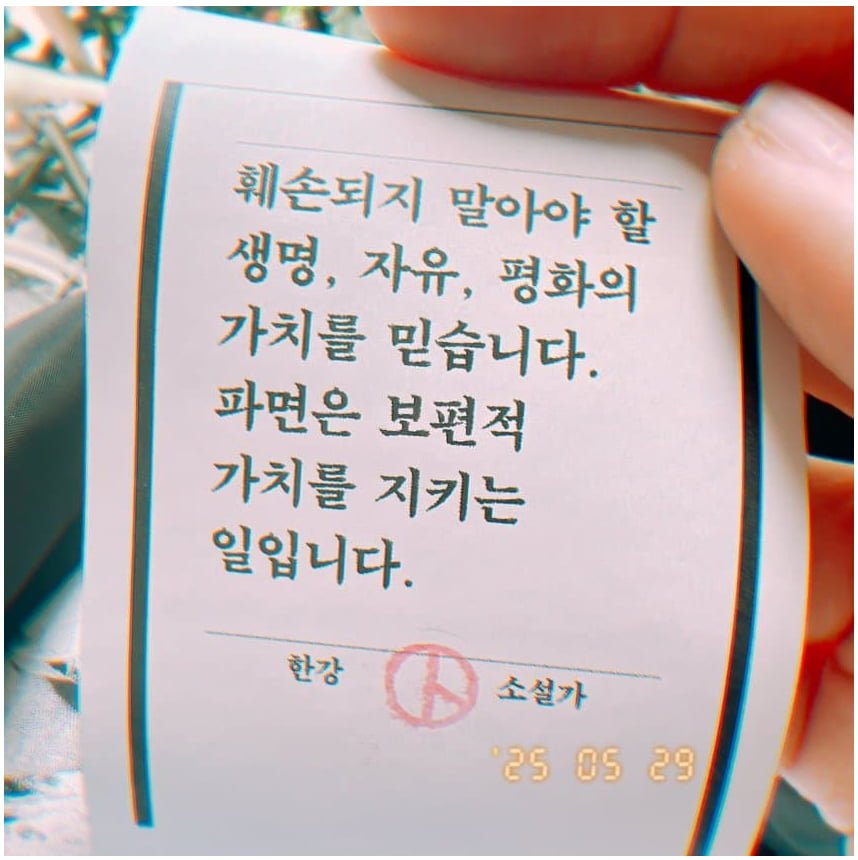 훼손되지 말아야 할
생명, 자유, 평화의
가치를 믿습니다.
파면은 보편적
가치를 지키는
일입니다.
한강 소설가
'25 05 29